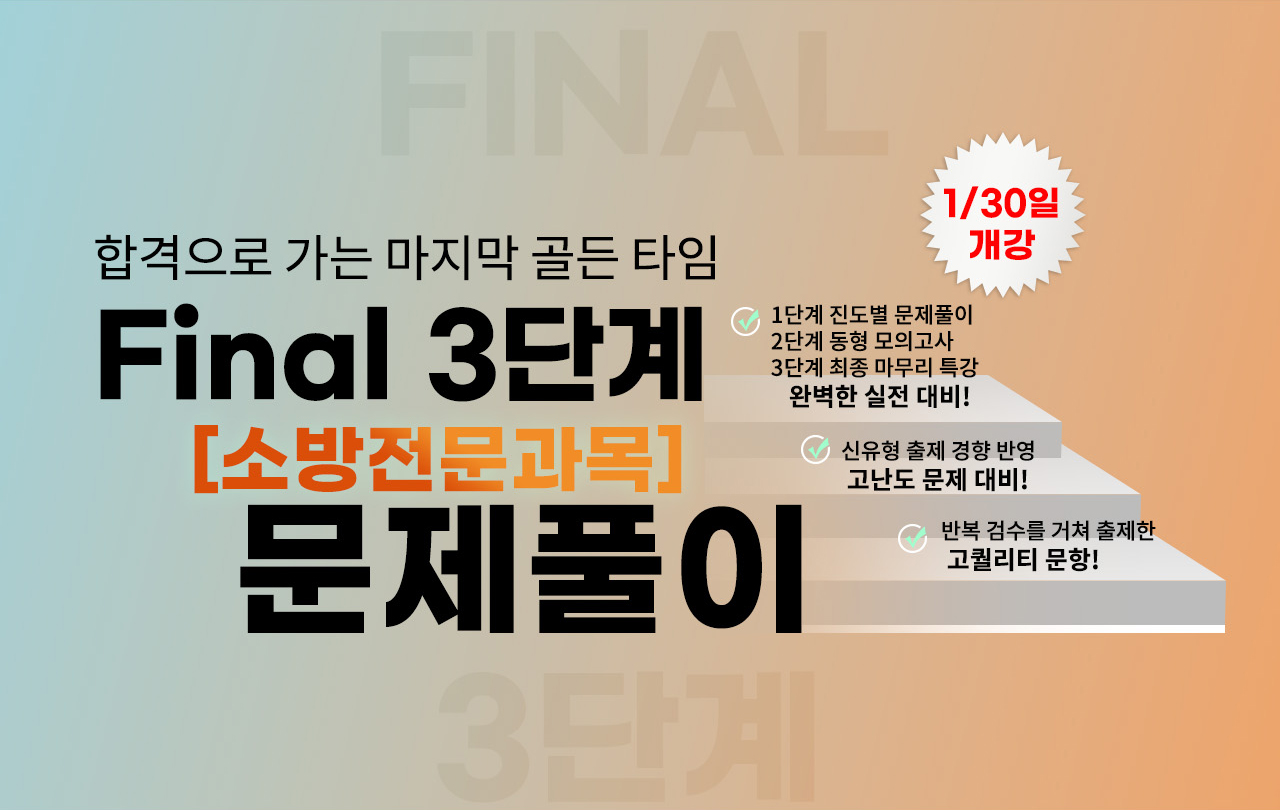 FINAL
1/30일
개강
합격으로 가는 마지막 골든 타임
Final 3단계
[소방전문과목]
문제풀이
1단계 진도별 문제풀이
2단계 동형 모의고사
3단계 최종 마무리 특강
완벽한 실전 대비!
신유형 출제 경향 반영
고난도 문제 대비!
반복 검수를 거쳐 출제한
고퀄리티 문항!
3단계